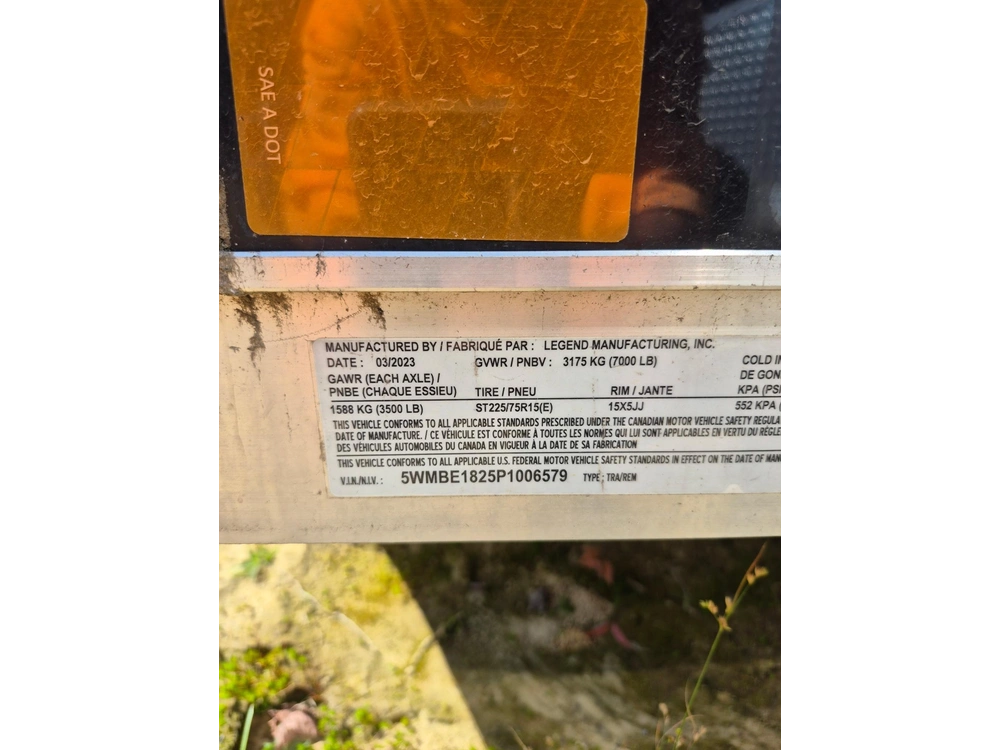 SAE A DOT
MANUFACTURED BY / FABRIQUÉ PAR : LEGEND MANUFACTURING, INC.
DATE : 03/2023 GVWR / PNBV : 3175 KG (7000 LB) COLD
GAWR (EACH AXLE) / DE
PNBE (CHAQUE ESSIEU) TIRE / PNEU RIM / JANTE KPA
1588 KG (3500 LB) ST225/75R15(E) 15X5JJ 552 KPA
THIS VEHICLE CONFORMS TO ALL APPLICABLE STANDARDS PRESCRIBED UNDER THE CANADIAN MOTOR VEHICLE SAFETY
DATE OF MANUFACTURE. / CE VÉHICULE EST CONFORME À TOUTES LES NORMES QUI LUI SONT APPLICABLES EN VERTU DU
DES VÉHICULES AUTOMOBILES DU CANADA EN VIGUEUR À LA DATE DE SA FABRICATION
THIS VEHICLE CONFORMS TO ALL APPLICABLE U.S. FEDERAL MOTOR VEHICLE SAFETY STANDARDS IN EFFECT ON THE DATE OF
V.I.N./N.I.V. : 5WMBE1825P1006579 TYPE : TRA/REM